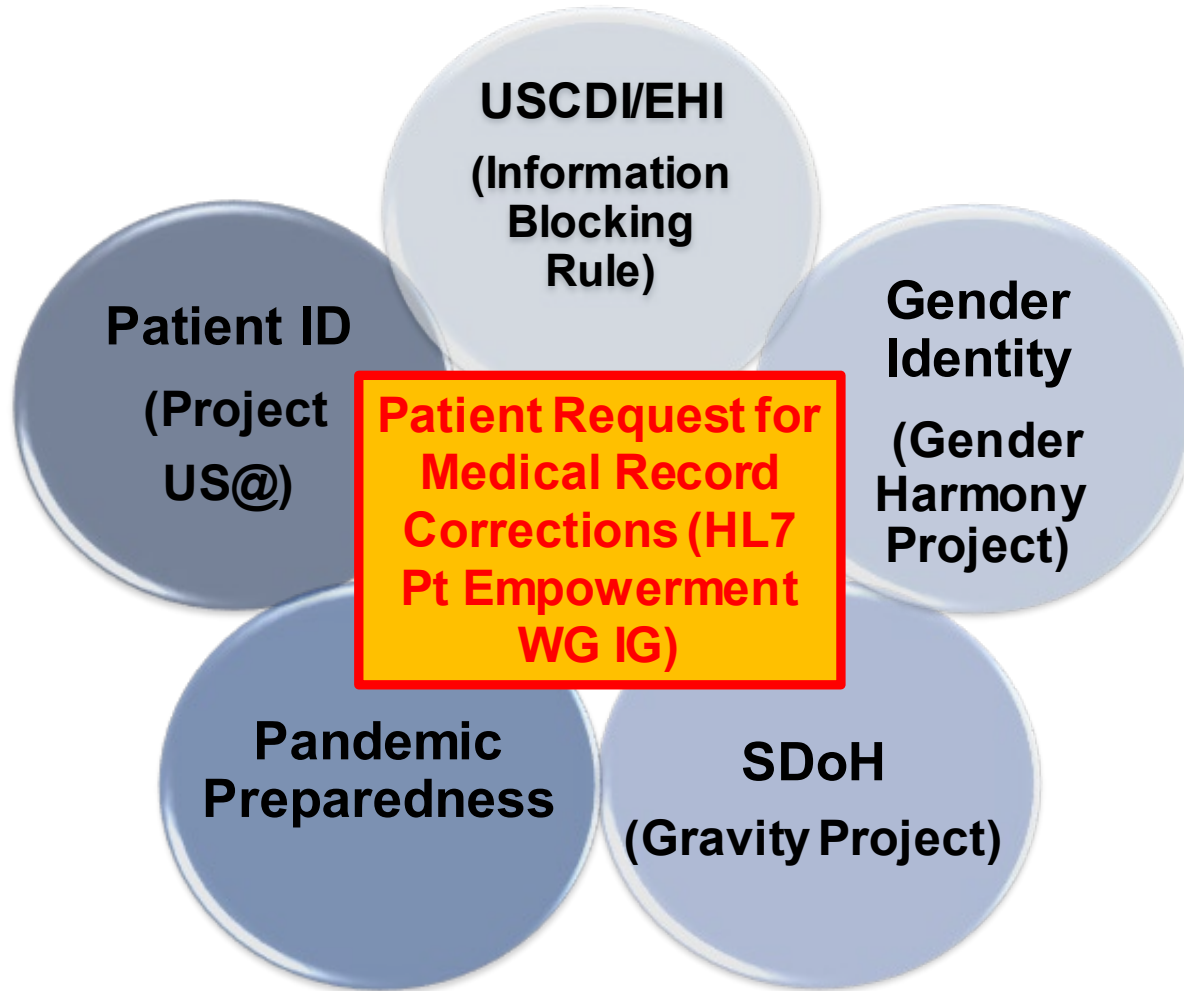 USCDI/EHI
(Information
Blocking
Rule)
Patient ID
(Project
US@)
Gender
Identity
(Gender
Harmony
Project)
Patient Request for
Medical Record
Corrections (HL7
Pt Empowerment
WG IG)
Pandemic
Preparedness
SDoH
(Gravity Project)